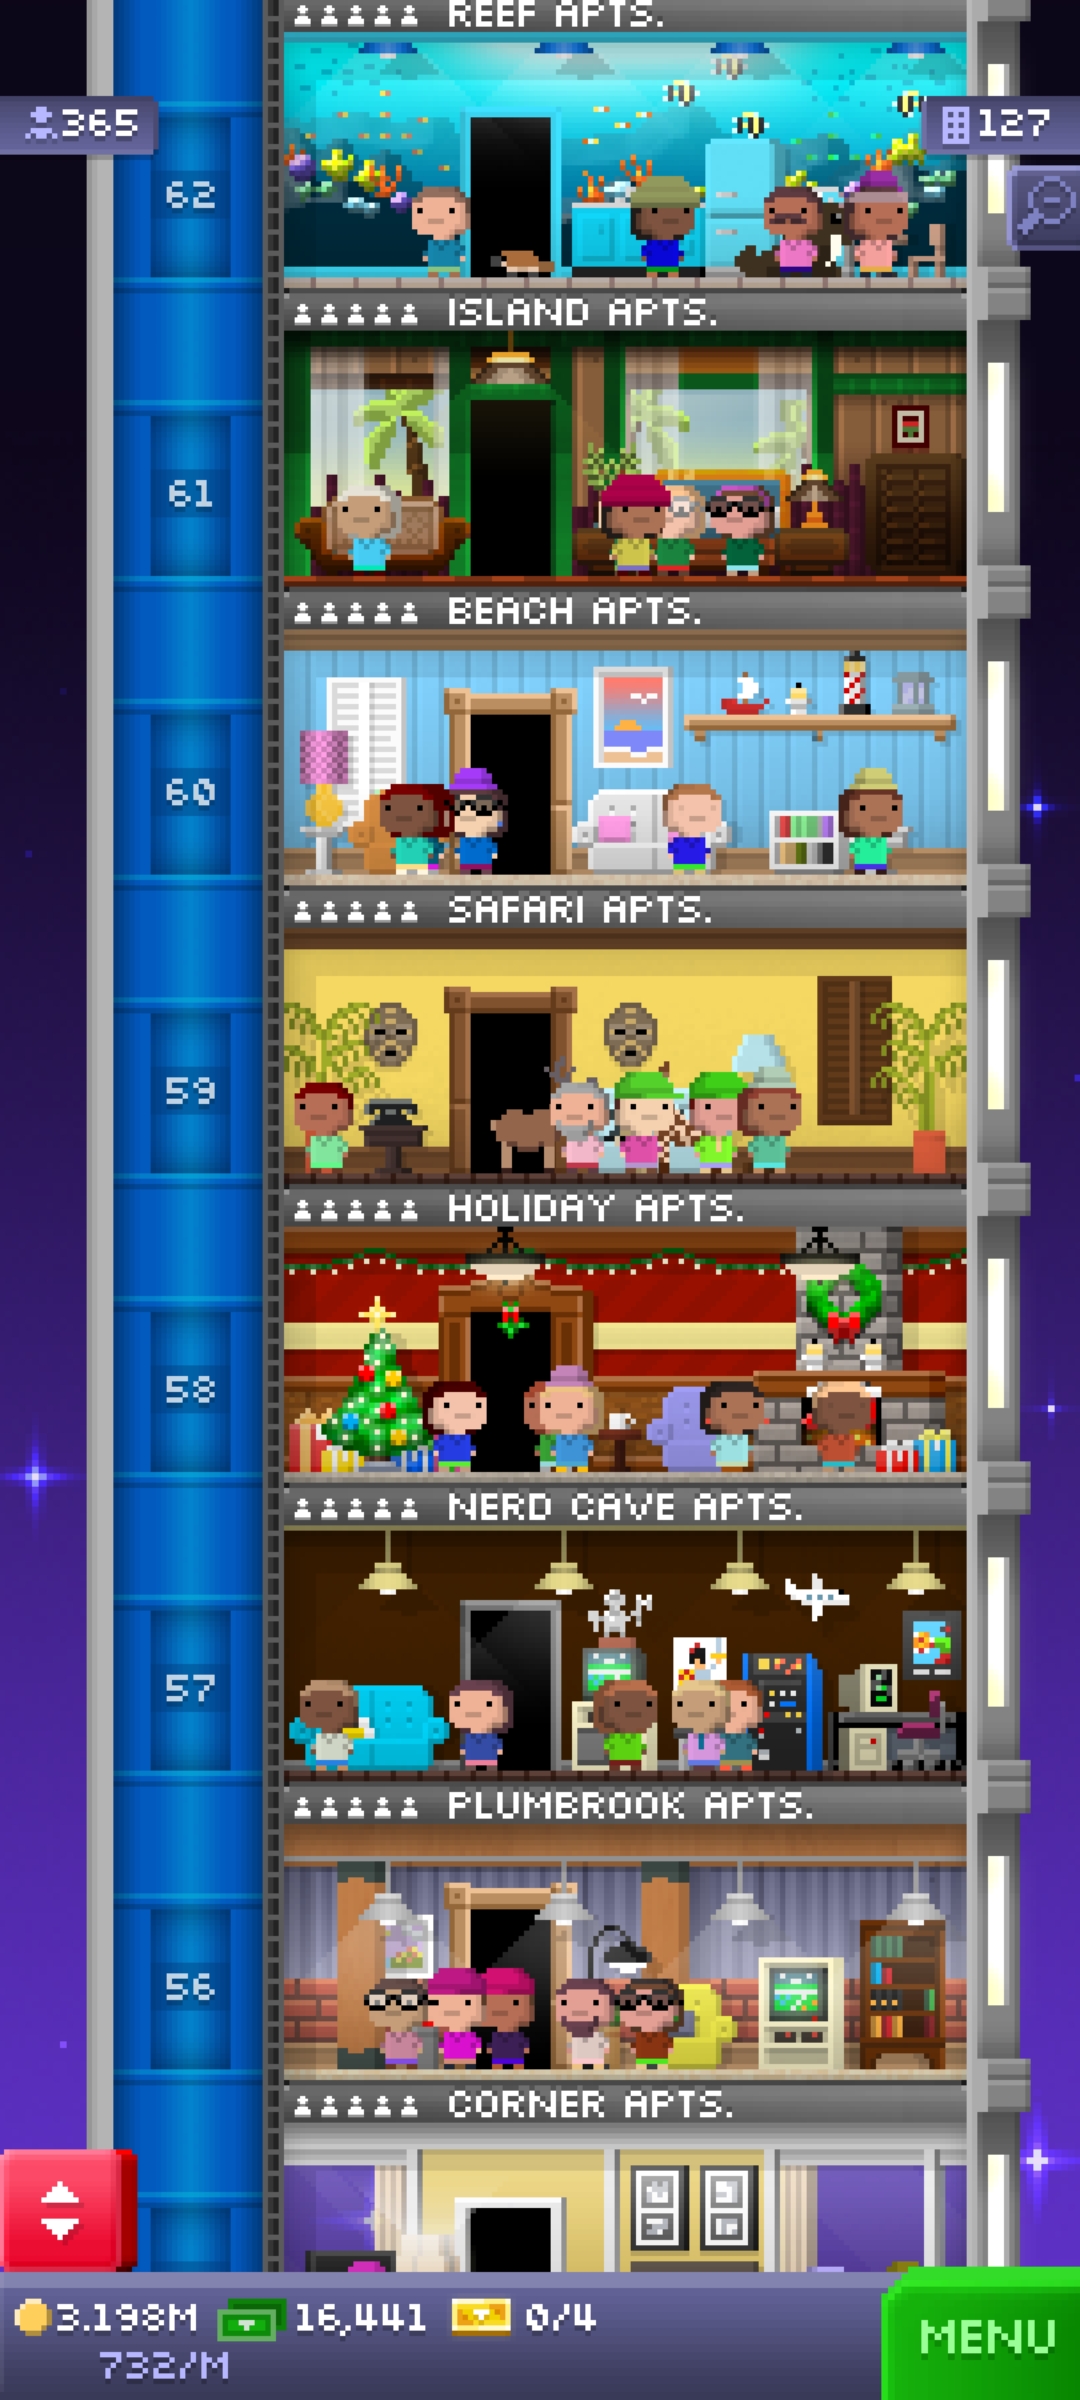 REEF APTS.
365
127
62
ISLAND APTS.
61
BEACH APTS.
60
SAFARI APTS.
59
HOLIDAY APTS.
58
NERD CAVE APTS.
57
PLUMBROOK APTS.
56
CORNER APTS.
3.198M 16,441 0/4
732/M
MENU